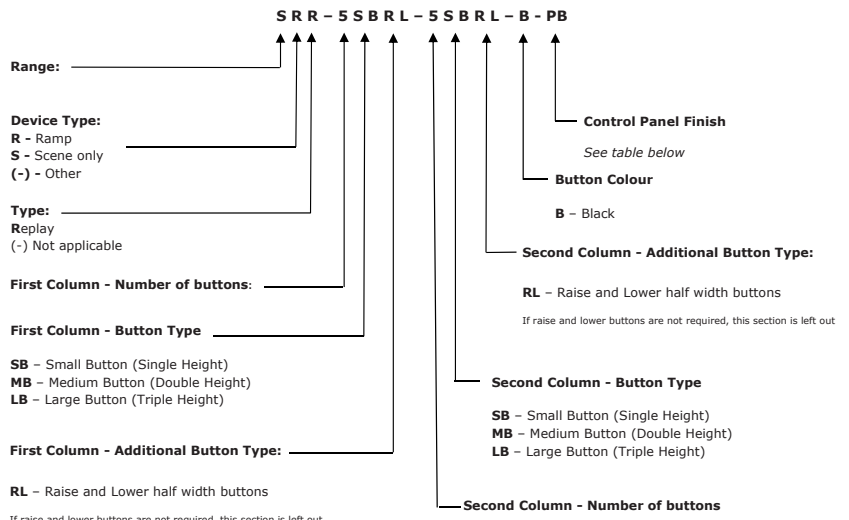 S R R – 5 S B R L – 5 S B R L – B - PB
Range:
Device Type:
R - Ramp
S - Scene only
(-) - Other
Type:
Replay
(-) Not applicable
First Column - Number of buttons:
First Column - Button Type
SB – Small Button (Single Height)
MB – Medium Button (Double Height)
LB – Large Button (Triple Height)
First Column - Additional Button Type:
RL – Raise and Lower half width buttons
If raise and lower buttons are not required, this section is left out
Control Panel Finish
See table below
Button Colour
B – Black
Second Column - Additional Button Type:
RL – Raise and Lower half width buttons
If raise and lower buttons are not required, this section is left out
Second Column - Button Type
SB – Small Button (Single Height)
MB – Medium Button (Double Height)
LB – Large Button (Triple Height)
Second Column - Number of buttons